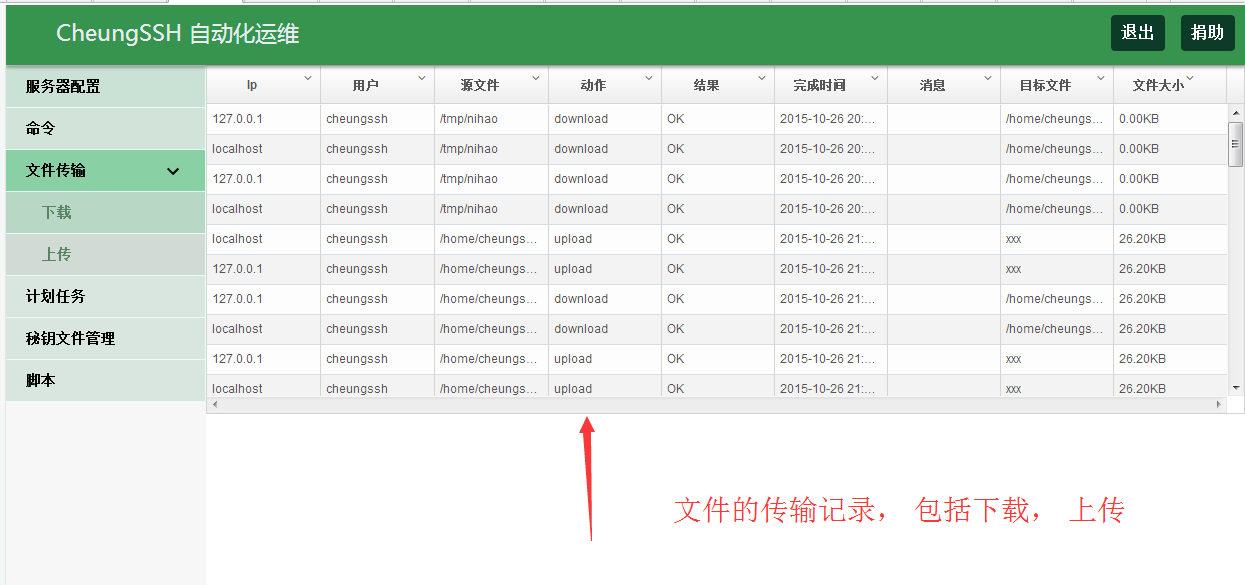 CheungSSH 自动化运维 退出 捐助
服务器配置
命令
文件传输
下载
上传
计划任务
秘钥文件管理
脚本
Ip 用户 源文件 动作 结果 完成时间 消息 目标文件 文件大小
127.0.0.1 cheungssh /tmp/nihao download OK 2015-10-26 20:... /home/cheungs... 0.00KB
localhost cheungssh /tmp/nihao download OK 2015-10-26 20:... /home/cheungs... 0.00KB
127.0.0.1 cheungssh /tmp/nihao download OK 2015-10-26 20:... /home/cheungs... 0.00KB
localhost cheungssh /tmp/nihao download OK 2015-10-26 20:... /home/cheungs... 0.00KB
localhost cheungssh /home/cheungs... upload OK 2015-10-26 21:... xxx 26.20KB
127.0.0.1 cheungssh /home/cheungs... upload OK 2015-10-26 21:... xxx 26.20KB
127.0.0.1 cheungssh /home/cheungs... download OK 2015-10-26 21:... /home/cheungs... 26.20KB
localhost cheungssh /home/cheungs... download OK 2015-10-26 21:... /home/cheungs... 26.20KB
127.0.0.1 cheungssh /home/cheungs... upload OK 2015-10-26 21:... xxx 26.20KB
localhost cheungssh /home/cheungs... upload OK 2015-10-26 21:... xxx 26.20KB
文件的传输记录， 包括下载， 上传